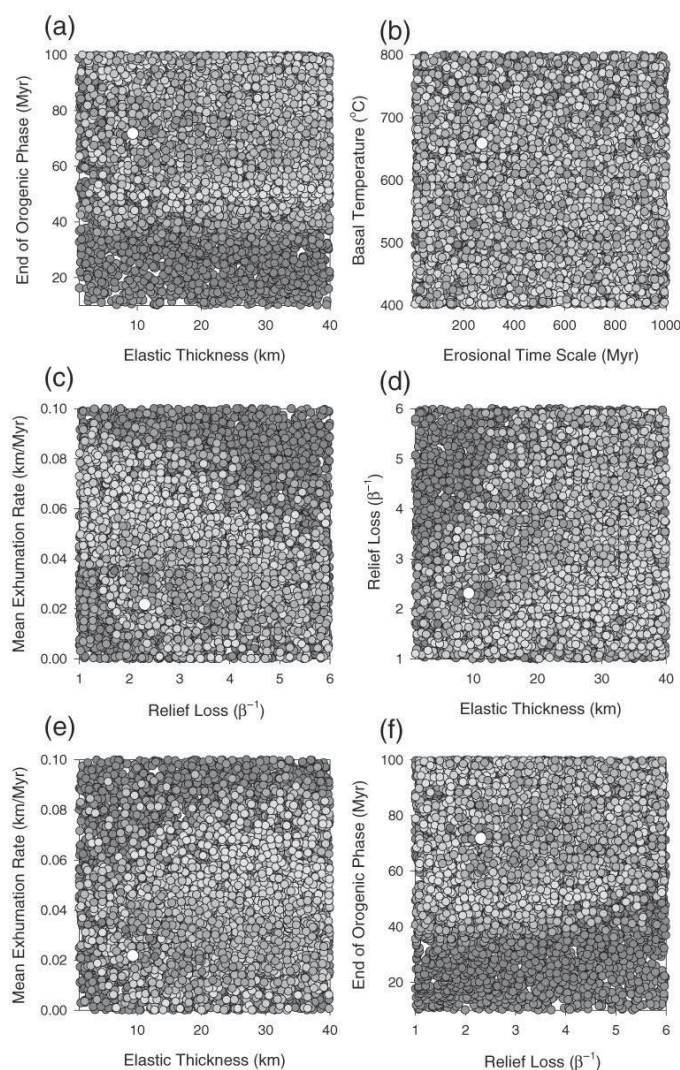 (a)
End of Orogenic Phase (Myr)
100
80
60
40
20
10 20 30 40
Elastic Thickness (km)
(b)
Basal Temperature (°C)
800
700
600
500
400
200 400 600 800 1000
Erosional Time Scale (Myr)
(c)
Mean Exhumation Rate (km/Myr)
0.10
0.08
0.06
0.04
0.02
0.00
1 2 3 4 5 6
Relief Loss (β⁻¹)
(d)
Relief Loss (β⁻¹)
6
5
4
3
2
1
10 20 30 40
Elastic Thickness (km)
(e)
Mean Exhumation Rate (km/Myr)
0.10
0.08
0.06
0.04
0.02
0.00
10 20 30 40
Elastic Thickness (km)
(f)
End of Orogenic Phase (Myr)
100
80
60
40
20
1 2 3 4 5 6
Relief Loss (β⁻¹)